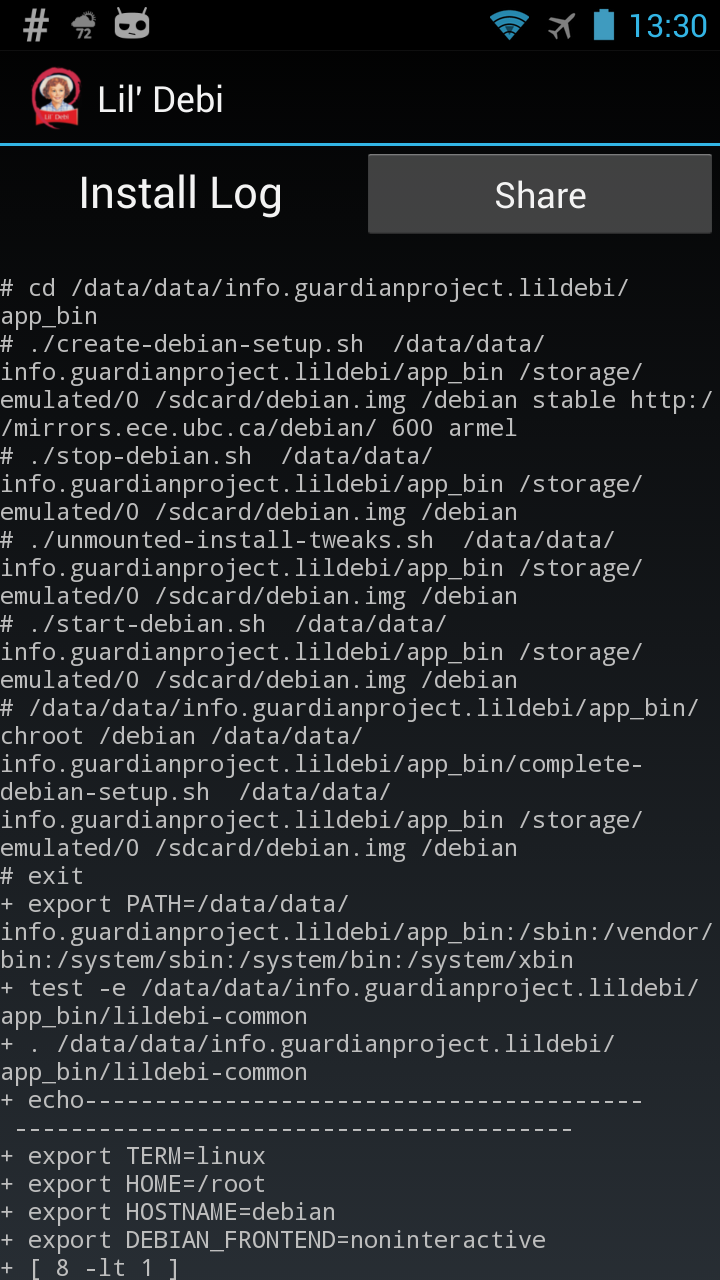 #
72
13:30
Lil' Debi
Lil' Debi
Install Log
Share
# cd /data/data/info.guardianproject.lildebi/
app_bin
# ./create-debian-setup.sh  /data/data/
info.guardianproject.lildebi/app_bin /storage/
emulated/0 /sdcard/debian.img /debian stable http:/
/mirrors.ece.ubc.ca/debian/ 600 armel
# ./stop-debian.sh  /data/data/
info.guardianproject.lildebi/app_bin /storage/
emulated/0 /sdcard/debian.img /debian
# ./unmounted-install-tweaks.sh  /data/data/
info.guardianproject.lildebi/app_bin /storage/
emulated/0 /sdcard/debian.img /debian
# ./start-debian.sh  /data/data/
info.guardianproject.lildebi/app_bin /storage/
emulated/0 /sdcard/debian.img /debian
# /data/data/info.guardianproject.lildebi/app_bin/
chroot /debian /data/data/
info.guardianproject.lildebi/app_bin/complete-
debian-setup.sh  /data/data/
info.guardianproject.lildebi/app_bin /storage/
emulated/0 /sdcard/debian.img /debian
# exit
+ export PATH=/data/data/
info.guardianproject.lildebi/app_bin:/sbin:/vendor/
bin:/system/sbin:/system/bin:/system/xbin
+ test -e /data/data/info.guardianproject.lildebi/
app_bin/lildebi-common
+ . /data/data/info.guardianproject.lildebi/
app_bin/lildebi-common
+ echo----------------------------------------
 ----------------------------------------
+ export TERM=linux
+ export HOME=/root
+ export HOSTNAME=debian
+ export DEBIAN_FRONTEND=noninteractive
+ [ 8 -lt 1 ]